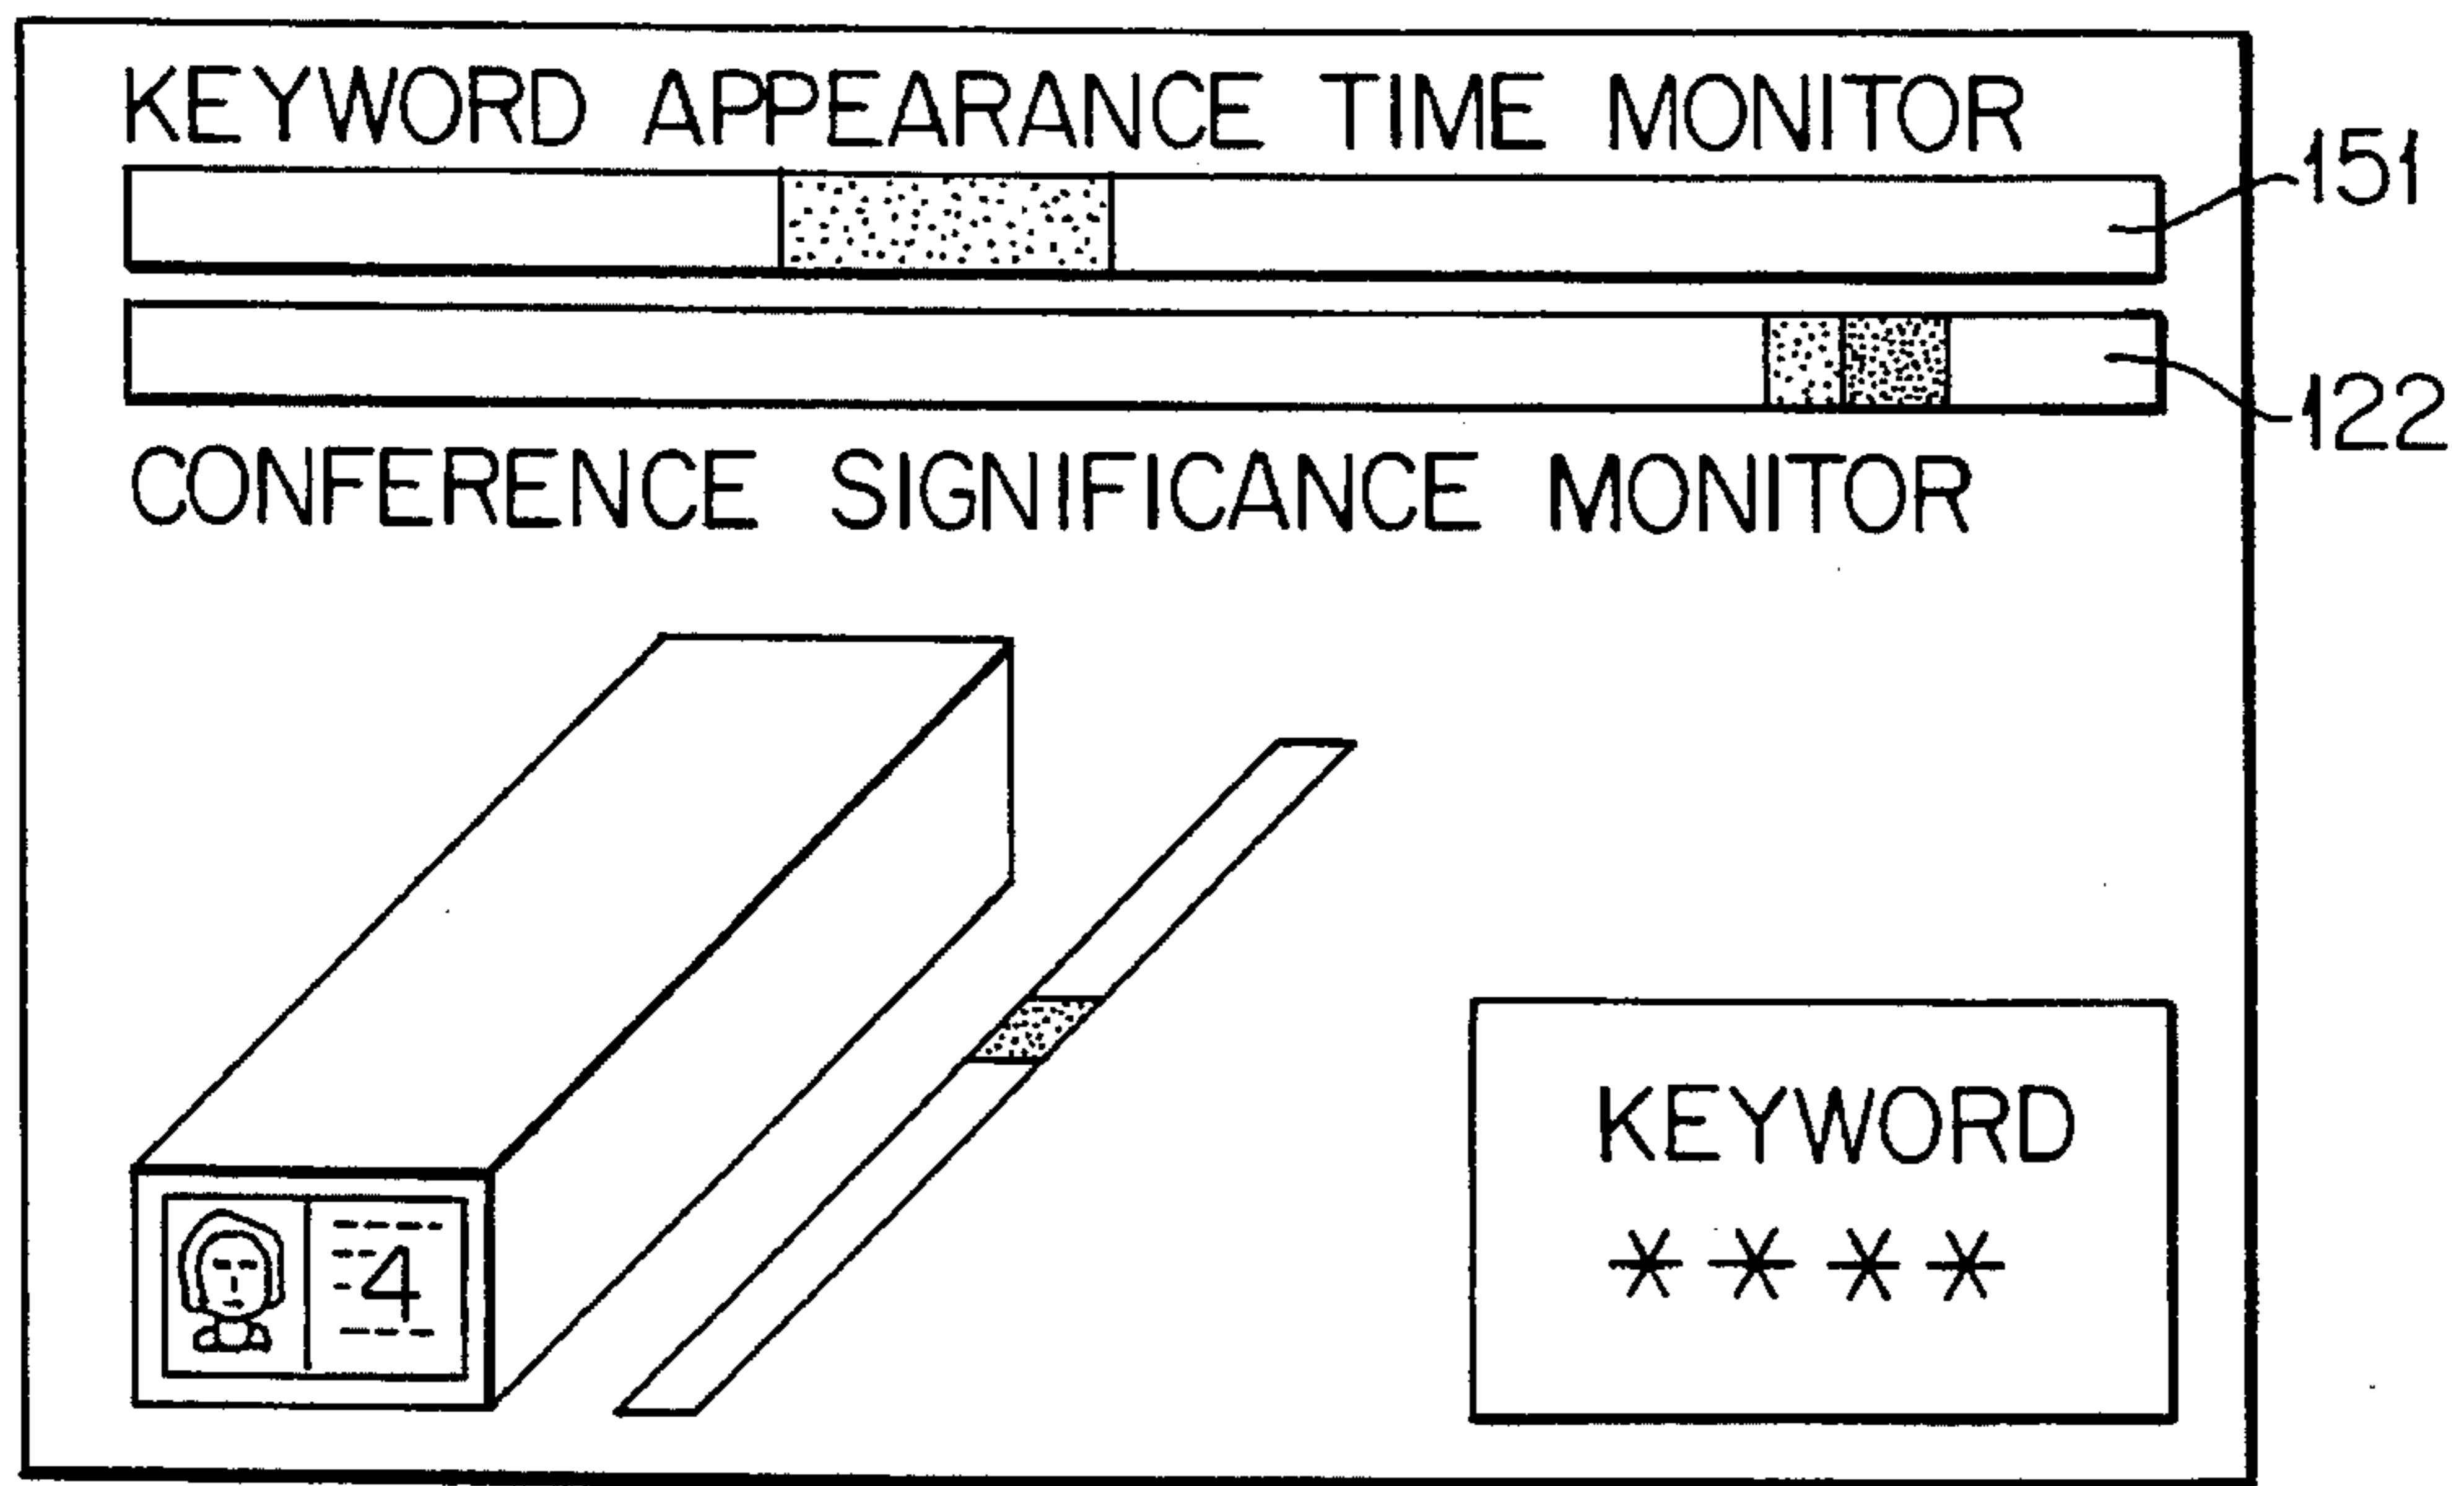 KEYWORD APPEARANCE TIME MONITOR
151
122
CONFERENCE SIGNIFICANCE MONITOR
4
KEYWORD
****